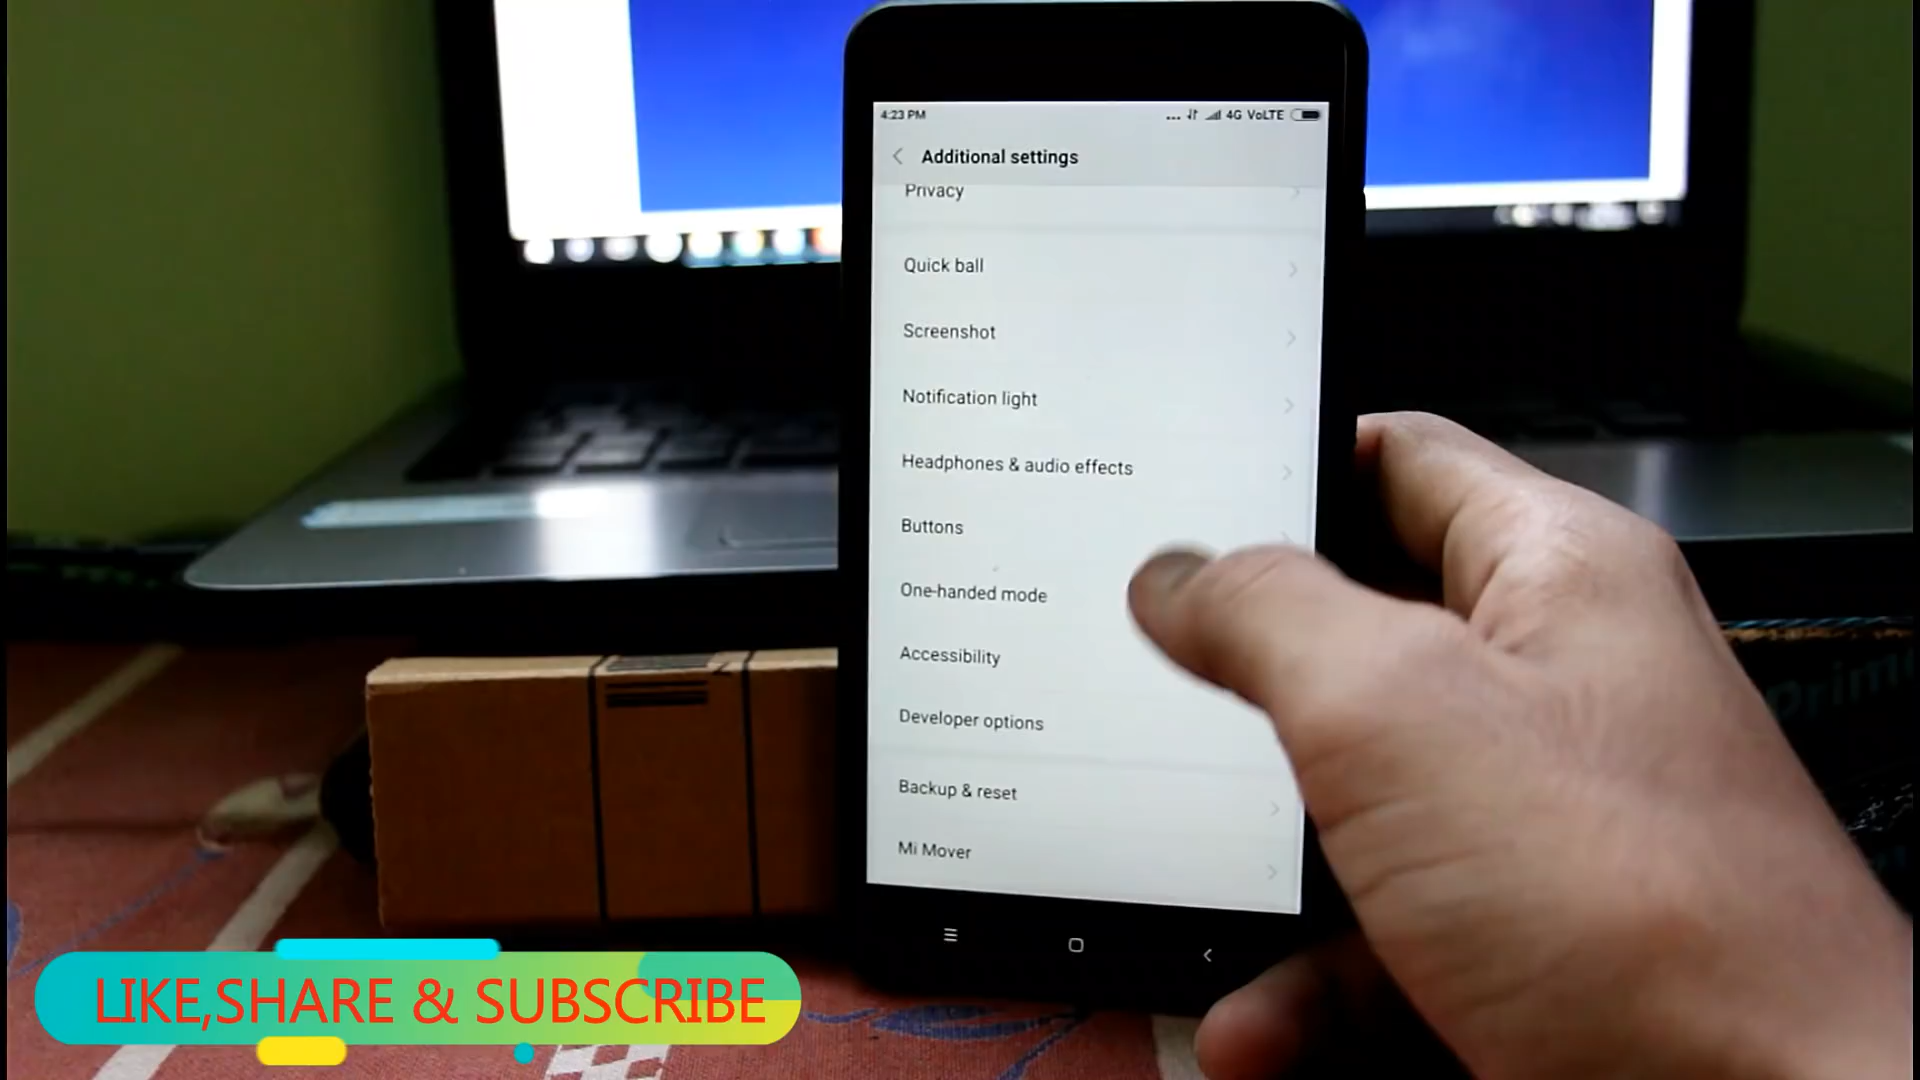 4:23 PM
... 4G VoLTE
Additional settings
Privacy
Quick ball
Screenshot
Notification light
Headphones & audio effects
Buttons
One-handed mode
Accessibility
Developer options
Backup & reset
Mi Mover
LIKE,SHARE & SUBSCRIBE